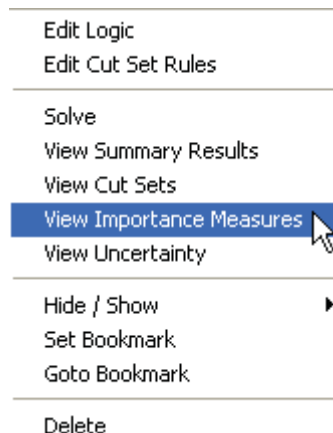 Edit Logic
Edit Cut Set Rules
Solve
View Summary Results
View Cut Sets
View Importance Measures
View Uncertainty
Hide / Show
Set Bookmark
Goto Bookmark
Delete